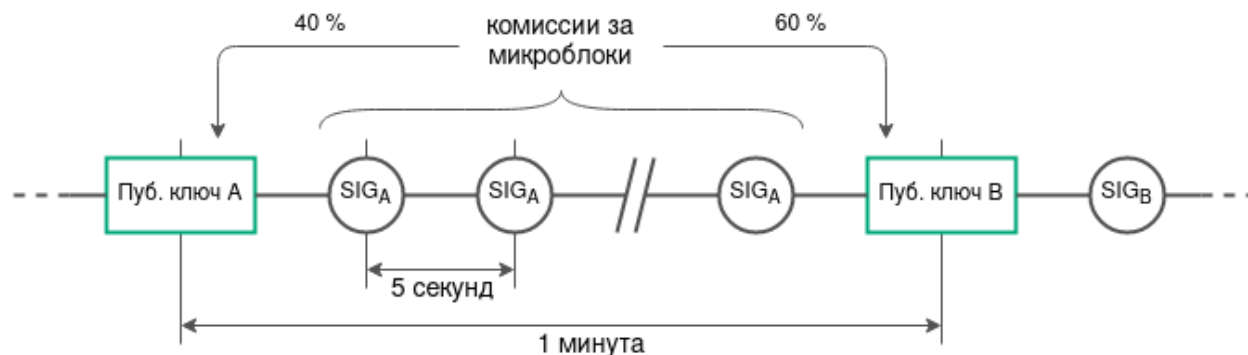 40 %
комиссии за
микроблоки
60 %
Пуб. ключ A
SIGA
SIGA
SIGA
Пуб. ключ B
SIGB
5 секунд
1 минута